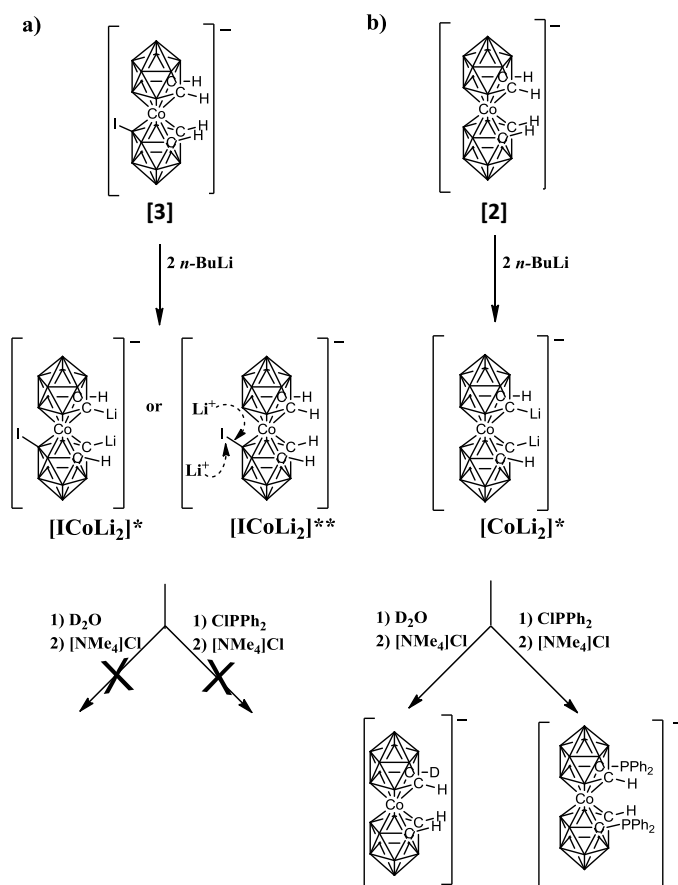 a)
b)
−
C—H
C
H
Co
I
C
H
C
H
[3]
−
C—H
C
H
Co
C
H
C
H
[2]
2 n-BuLi
2 n-BuLi
−
C—H
C
Li
Co
Li
I
C
C
H
[ICoLi₂]*
or
−
C—H
C
H
Li⁺
I
Co
C
H
C
H
Li⁺
[ICoLi₂]**
−
C—H
C
Li
Co
Li
C
C
H
[CoLi₂]*
1) D₂O
2) [NMe₄]Cl
1) ClPPh₂
2) [NMe₄]Cl
1) D₂O
2) [NMe₄]Cl
1) ClPPh₂
2) [NMe₄]Cl
−
C—D
C
H
Co
C
H
C
H
−
C—PPh₂
C
H
Co
H
C
C—PPh₂